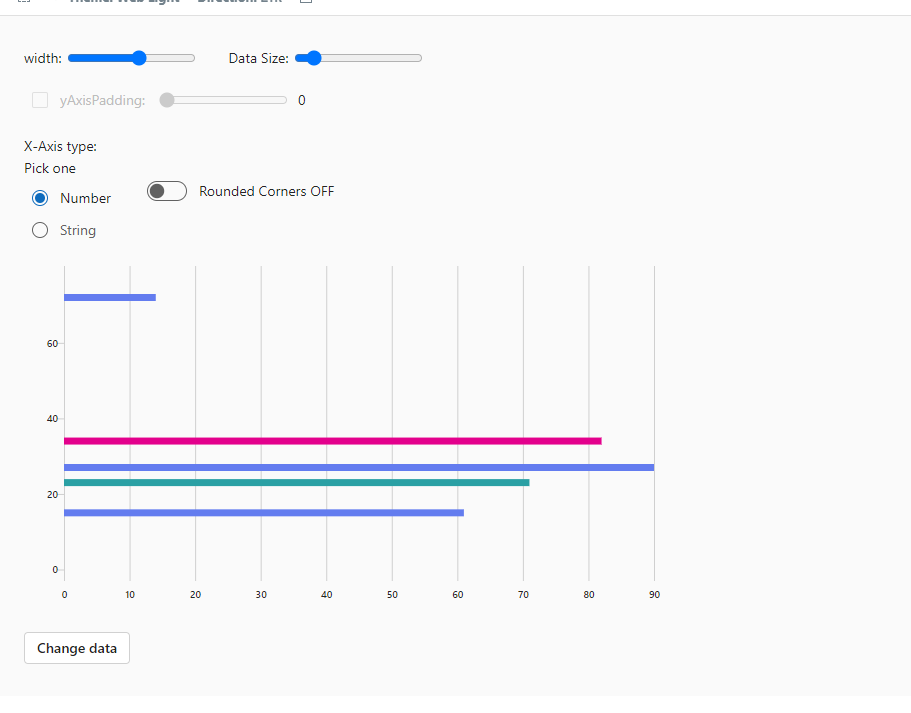 width: Data Size:
yAxisPadding: 0
X-Axis type:
Pick one
Number
Rounded Corners OFF
String
60
40
20
0
0 10 20 30 40 50 60 70 80 90
Change data